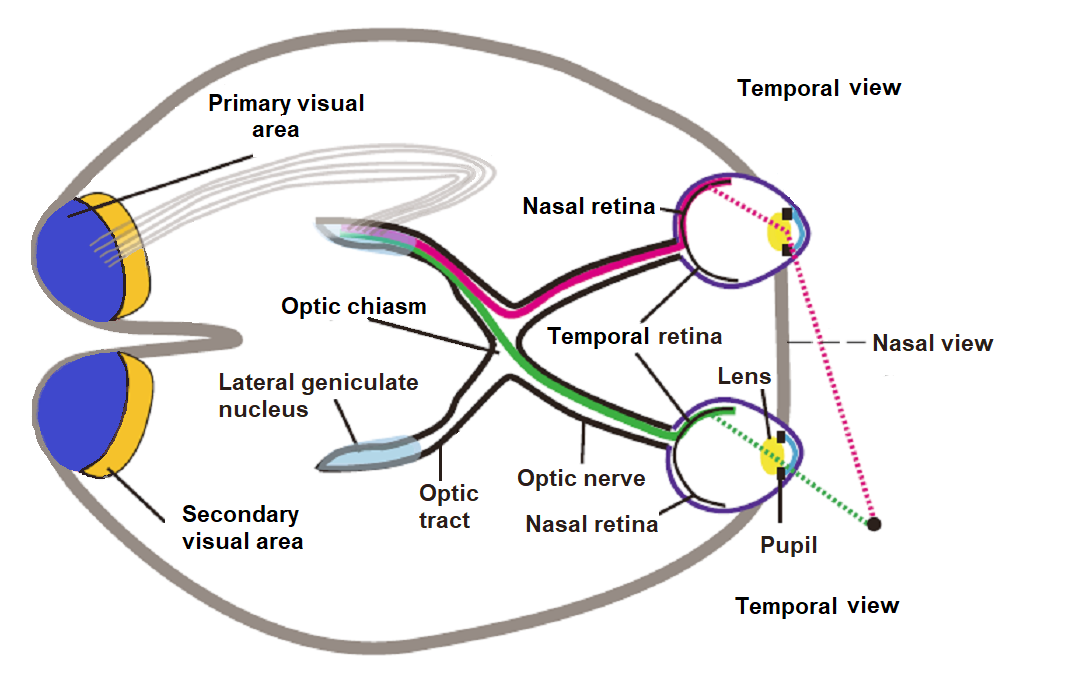 Temporal view
Primary visual
area
Nasal retina
Optic chiasm
Temporal retina
Nasal view
Lens
Lateral geniculate
nucleus
Optic nerve
Optic
tract
Nasal retina
Secondary
visual area
Pupil
Temporal view